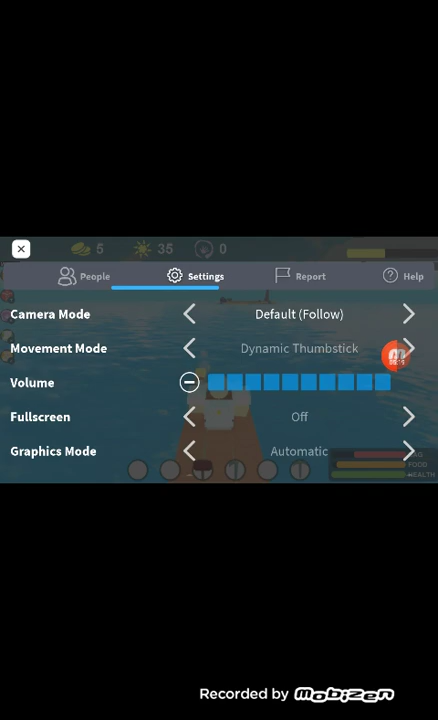 5 35 0
People Settings Report Help
Camera Mode Default (Follow)
Movement Mode Dynamic Thumbstick
Volume
Fullscreen Off
Graphics Mode Automatic
FOOD
HEALTH
Recorded by mobizen